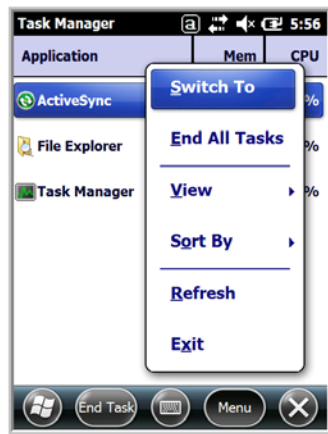 Task Manager a 5:56
Application Mem CPU
ActiveSync %
File Explorer %
Task Manager %
Switch To
End All Tasks
View
Sort By
Refresh
Exit
End Task Menu